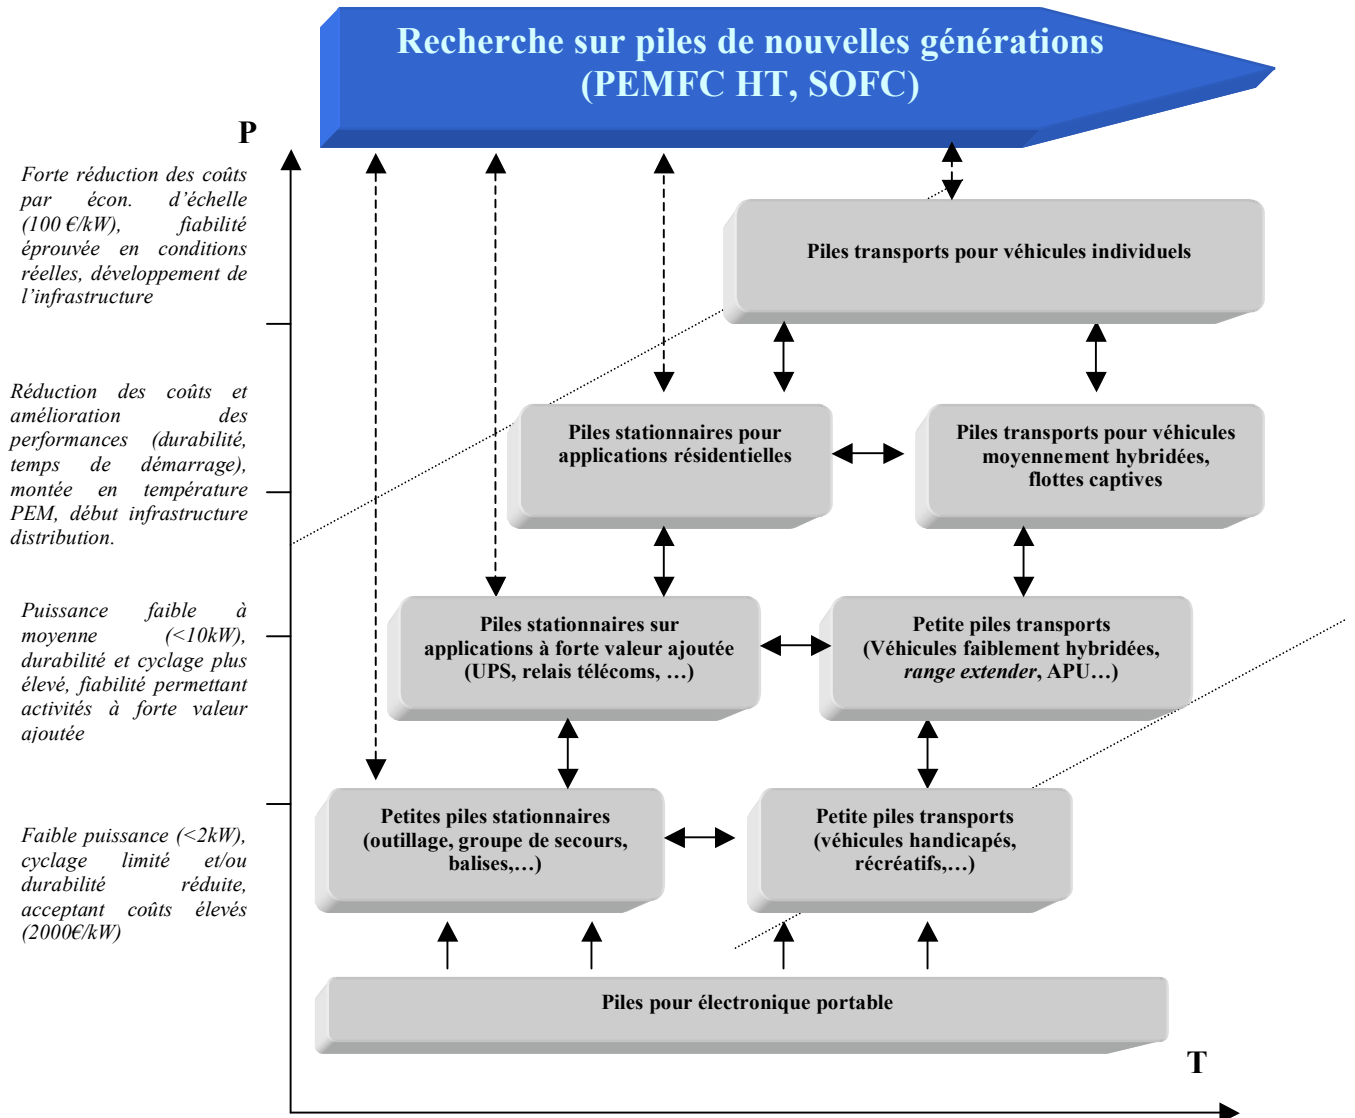 Recherche sur piles de nouvelles générations
(PEMFC HT, SOFC)
P
Forte réduction des coûts
par écon. d’échelle
(100 €/kW), fiabilité
éprouvée en conditions
réelles, développement de
l’infrastructure
Piles transports pour véhicules individuels
Réduction des coûts et
amélioration des
performances (durabilité,
temps de démarrage),
montée en température
PEM, début infrastructure
distribution.
Piles stationnaires pour
applications résidentielles
Piles transports pour véhicules
moyennement hybridées,
flottes captives
Puissance faible à
moyenne (<10kW),
durabilité et cyclage plus
élevé, fiabilité permettant
activités à forte valeur
ajoutée
Piles stationnaires sur
applications à forte valeur ajoutée
(UPS, relais télécoms, …)
Petite piles transports
(Véhicules faiblement hybridées,
range extender, APU…)
Faible puissance (<2kW),
cyclage limité et/ou
durabilité réduite,
acceptant coûts élevés
(2000€/kW)
Petites piles stationnaires
(outillage, groupe de secours,
balises,…)
Petite piles transports
(véhicules handicapés,
récréatifs,…)
Piles pour électronique portable
T